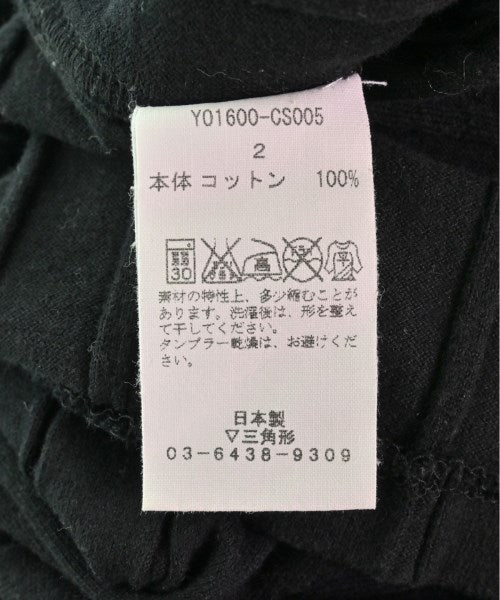 Y01600-CS005
2
本体 コットン 100%
30 高 平
素材の特性上、多少縮むことが
あります。洗濯後は、形を整え
て干してください。
タンブラー乾燥は、お避けください。
日本製
▽三角形
03-6438-9309